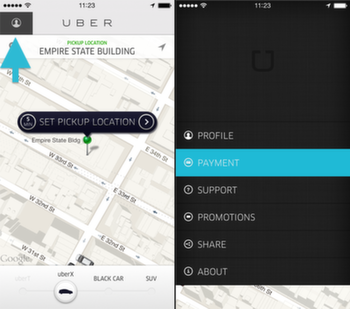 11:23
UBER
PICKUP LOCATION
EMPIRE STATE BUILDING
5
MIN
SET PICKUP LOCATION
Empire State Bldg
E 34th St
W 33rd St
E 33rd St
W 32nd St
E 32nd St
W 31st St
Google
uberX
BLACK CAR
SUV
11:23
PROFILE
PAYMENT
SUPPORT
PROMOTIONS
SHARE
ABOUT